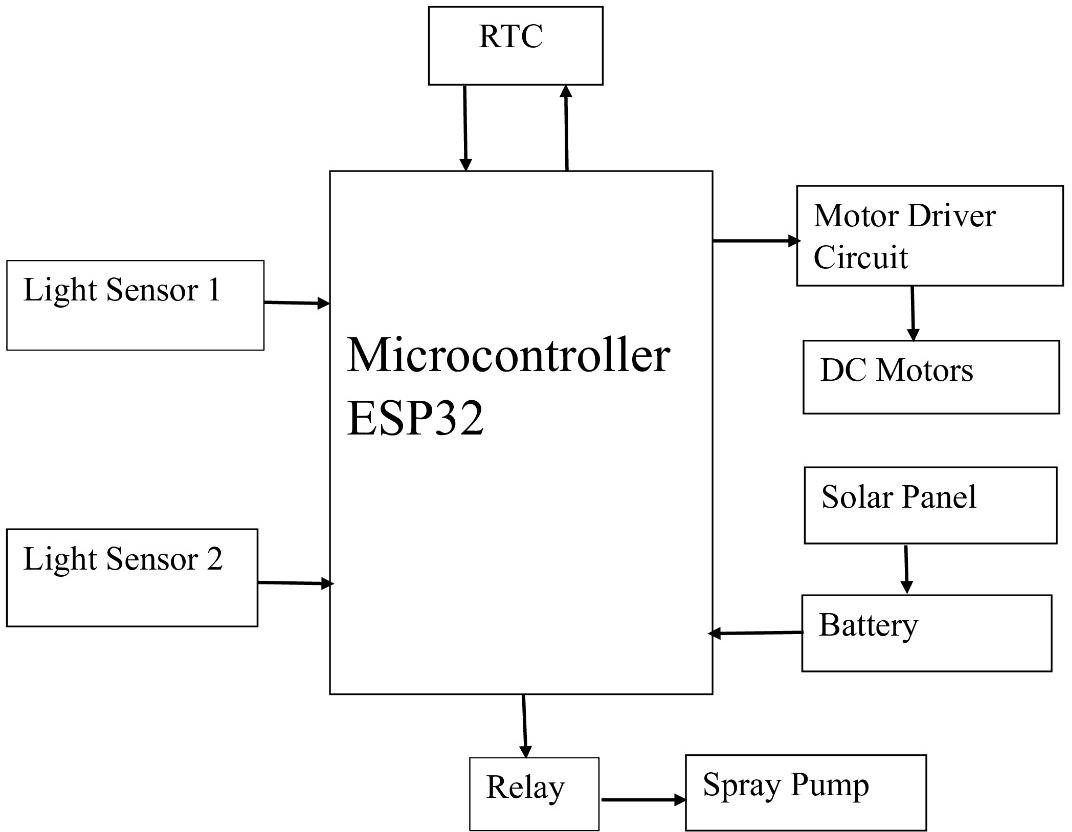 RTC
Motor Driver
Circuit
Light Sensor 1
Microcontroller
ESP32
DC Motors
Solar Panel
Light Sensor 2
Battery
Relay
Spray Pump